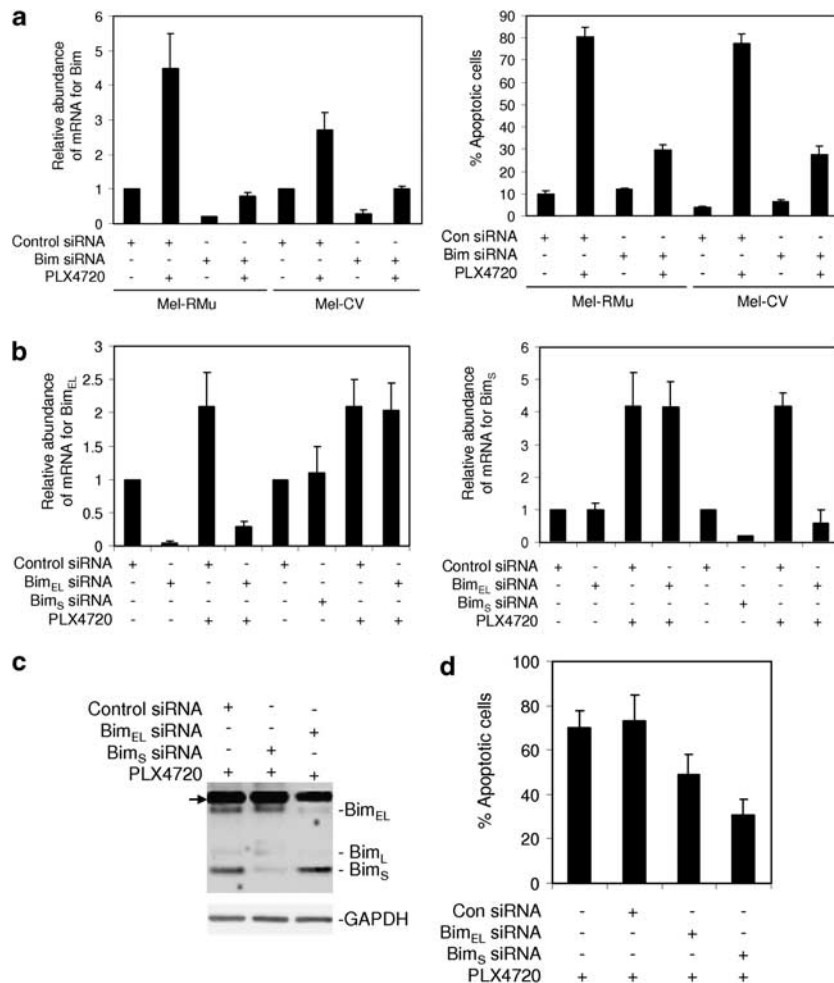 a
Relative abundance
of mRNA for Bim
6
5
4
3
2
1
0
Control siRNA + + - - + + - -
Bim siRNA - - + + - - + +
PLX4720 - + - + - + - +
Mel-RMu Mel-CV
% Apoptotic cells
90
80
70
60
50
40
30
20
10
0
Con siRNA + + - - + + - -
Bim siRNA - - + + - - + +
PLX4720 - + - + - + - +
Mel-RMu Mel-CV
b
Relative abundance
of mRNA for BimEL
3
2.5
2
1.5
1
0.5
0
Control siRNA + - + - + - + -
BimEL siRNA - + - + - - - +
BimS siRNA - - - - - + - -
PLX4720 - - + + - - + +
Relative abundance
of mRNA for BimS
6
5
4
3
2
1
0
Control siRNA + - + - + - + -
BimEL siRNA - + - + - - - +
BimS siRNA - - - - - + - -
PLX4720 - - + + - - + +
c
Control siRNA + - -
BimEL siRNA - - +
BimS siRNA - + -
PLX4720 + + +
-BimEL
-BimL
-BimS
-GAPDH
d
% Apoptotic cells
100
80
60
40
20
0
Con siRNA - + - -
BimEL siRNA - - + -
BimS siRNA - - - +
PLX4720 + + + +